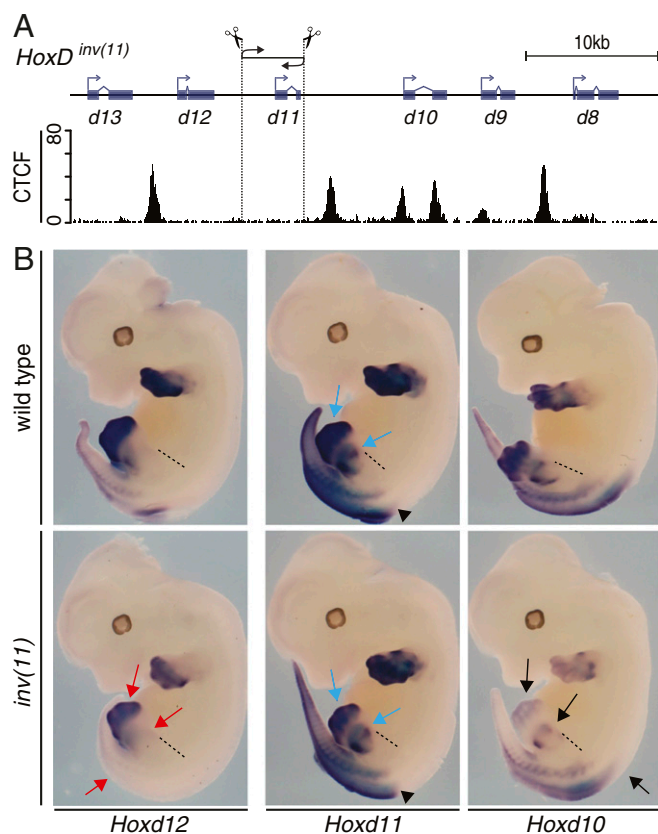 A
HoxD inv(11)
10kb
d13 d12 d11 d10 d9 d8
CTCF
80
0
B
wild type
inv(11)
Hoxd12 Hoxd11 Hoxd10